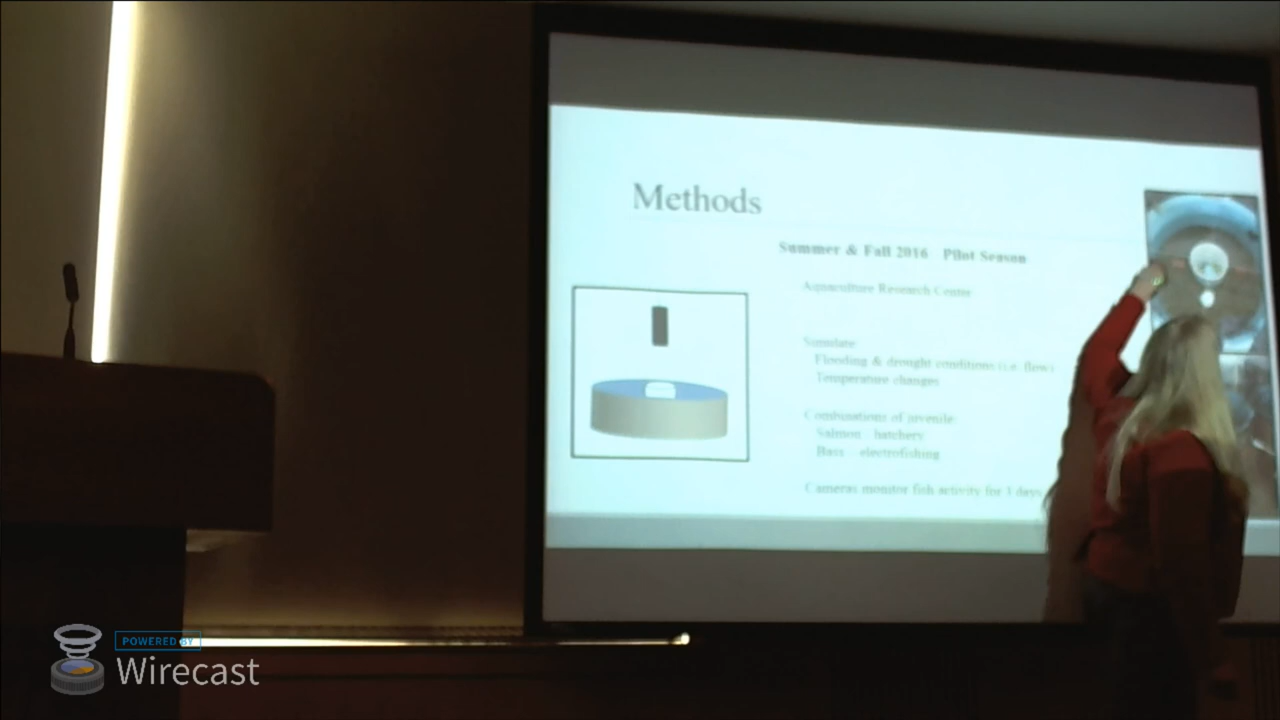 Methods
Summer & Fall 2016 Pilot Season
Aquaculture Research Center
Simulate:
Flooding & drought conditions (i.e. flow)
Temperature changes
Combinations of juvenile:
Salmon - hatchery
Bass - electrofishing
Cameras monitor fish activity for 3 days
POWERED BY
Wirecast